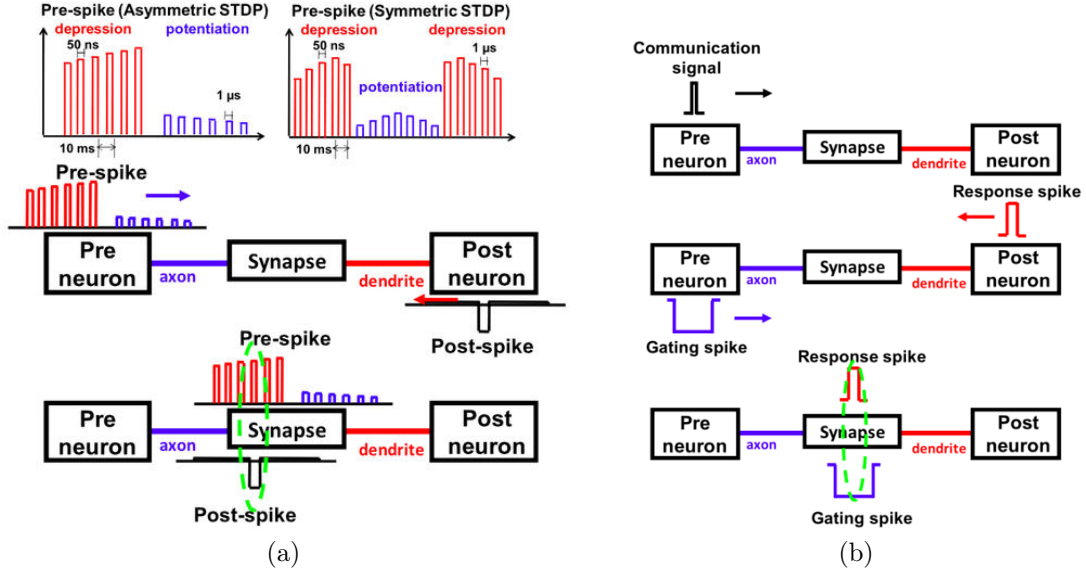 Pre-spike (Asymmetric STDP)
depression
potentiation
50 ns
1 µs
10 ms
Pre-spike (Symmetric STDP)
depression
depression
50 ns
1 µs
potentiation
10 ms
Pre-spike
Pre
neuron
axon
Synapse
dendrite
Post
neuron
Post-spike
Pre-spike
Pre
neuron
axon
Synapse
dendrite
Post
neuron
Post-spike
(a)
Communication
signal
Pre
neuron
axon
Synapse
dendrite
Post
neuron
Response spike
Pre
neuron
axon
Synapse
dendrite
Post
neuron
Gating spike
Response spike
Pre
neuron
axon
Synapse
dendrite
Post
neuron
Gating spike
(b)